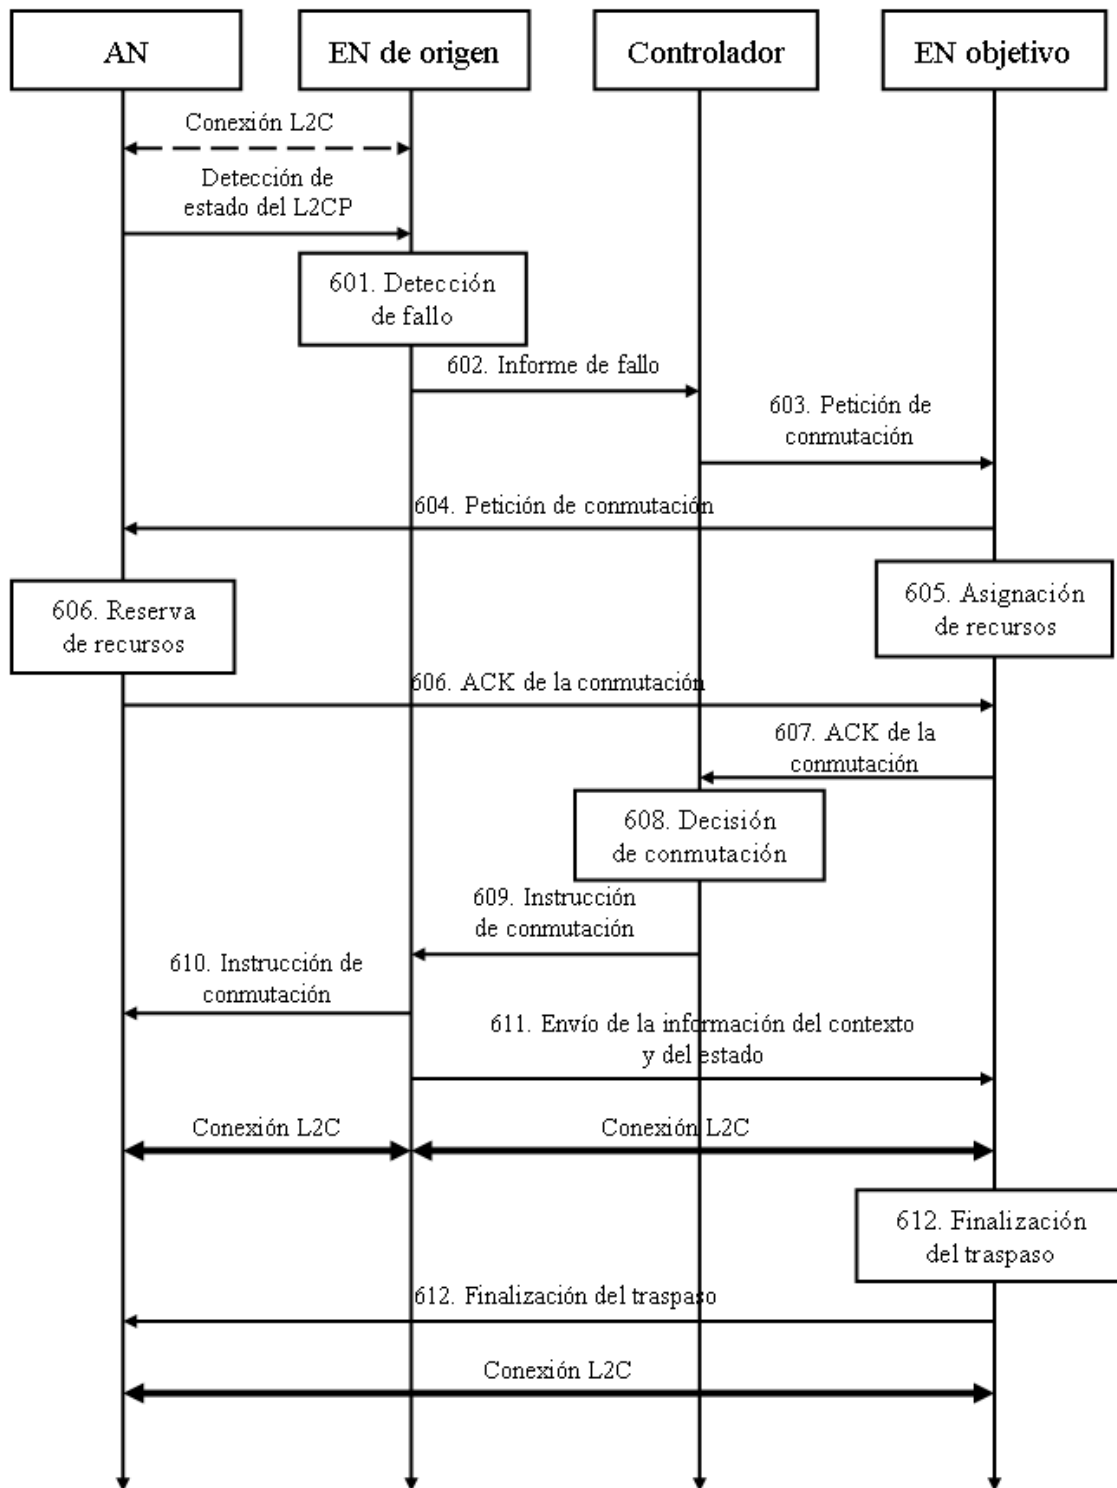 AN
EN de origen
Controlador
EN objetivo
Conexión L2C
Detección de
estado del L2CP
601. Detección
de fallo
602. Informe de fallo
603. Petición de
conmutación
604. Petición de conmutación
606. Reserva
de recursos
605. Asignación
de recursos
606. ACK de la conmutación
607. ACK de la
conmutación
608. Decisión
de conmutación
609. Instrucción
de conmutación
610. Instrucción de
conmutación
611. Envío de la información del contexto
y del estado
Conexión L2C
Conexión L2C
612. Finalización
del traspaso
612. Finalización del traspaso
Conexión L2C